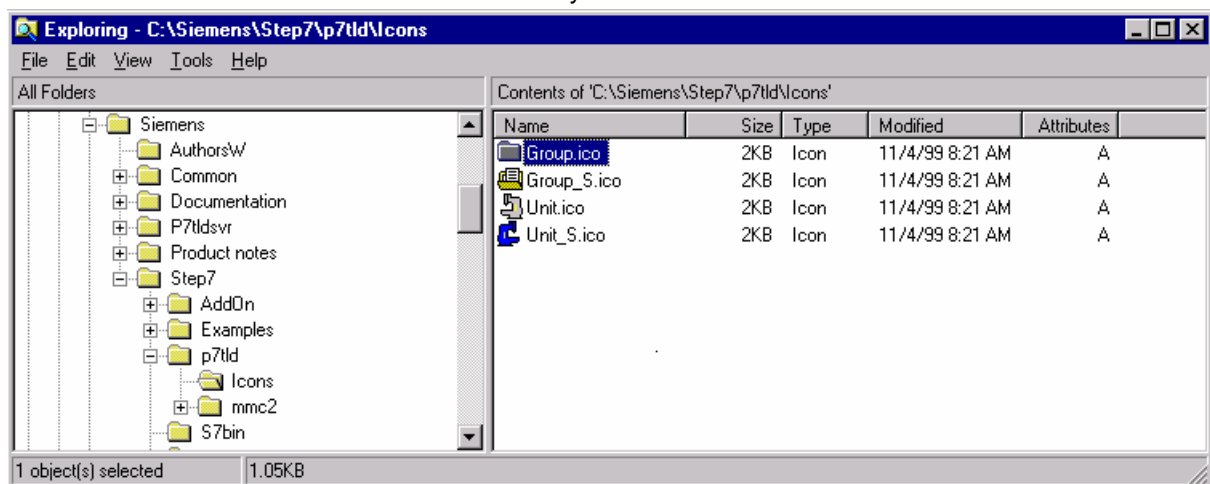 Exploring - C:\Siemens\Step7\p7tld\Icons
File Edit View Tools Help
All Folders
Contents of 'C:\Siemens\Step7\p7tld\Icons'
Siemens
AuthorsW
Common
Documentation
P7tldsvr
Product notes
Step7
AddOn
Examples
p7tld
Icons
mmc2
S7bin
Name Size Type Modified Attributes
Group.ico 2KB Icon 11/4/99 8:21 AM A
Group_S.ico 2KB Icon 11/4/99 8:21 AM A
Unit.ico 2KB Icon 11/4/99 8:21 AM A
Unit_S.ico 2KB Icon 11/4/99 8:21 AM A
1 object(s) selected 1.05KB